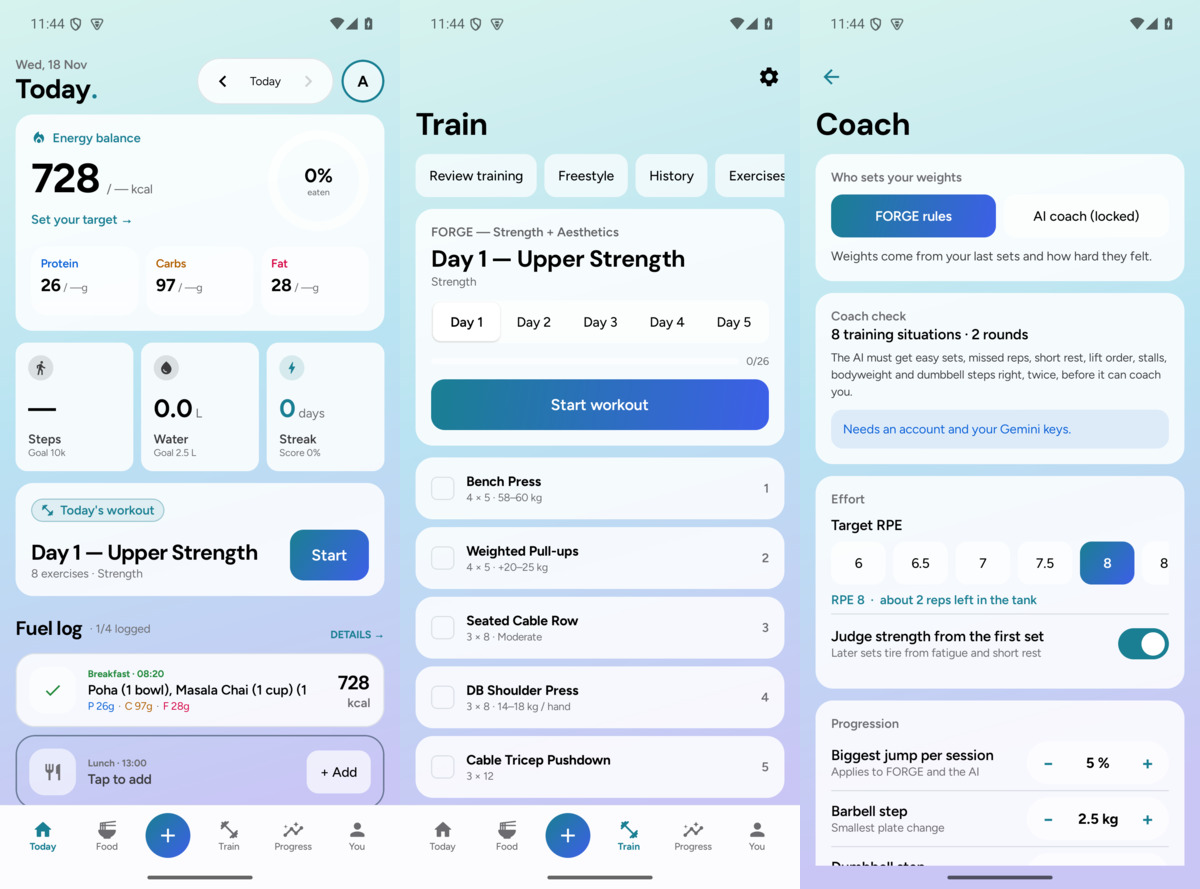 11:44
Wed, 18 Nov
Today.
Today
A
Energy balance
728 / — kcal
Set your target →
0%
eaten
Protein
26 / —g
Carbs
97 / —g
Fat
28 / —g
—
Steps
Goal 10k
0.0 L
Water
Goal 2.5 L
0 days
Streak
Score 0%
Today's workout
Day 1 — Upper Strength
8 exercises · Strength
Start
Fuel log · 1/4 logged
DETAILS →
Breakfast · 08:20
Poha (1 bowl), Masala Chai (1 cup) (1
P 26g · C 97g · F 28g
728
kcal
Lunch · 13:00
Tap to add
+ Add
Today
Food
+
Train
Progress
You
11:44
Train
Review training
Freestyle
History
Exercises
FORGE — Strength + Aesthetics
Day 1 — Upper Strength
Strength
Day 1
Day 2
Day 3
Day 4
Day 5
0/26
Start workout
Bench Press
4 × 5 · 58–60 kg
1
Weighted Pull-ups
4 × 5 · +20–25 kg
2
Seated Cable Row
3 × 8 · Moderate
3
DB Shoulder Press
3 × 8 · 14–18 kg / hand
4
Cable Tricep Pushdown
3 × 12
5
Today
Food
+
Train
Progress
You
11:44
←
Coach
Who sets your weights
FORGE rules
AI coach (locked)
Weights come from your last sets and how hard they felt.
Coach check
8 training situations · 2 rounds
The AI must get easy sets, missed reps, short rest, lift order, stalls,
bodyweight and dumbbell steps right, twice, before it can coach
you.
Needs an account and your Gemini keys.
Effort
Target RPE
6
6.5
7
7.5
8
8
RPE 8 · about 2 reps left in the tank
Judge strength from the first set
Later sets tire from fatigue and short rest
Progression
Biggest jump per session
Applies to FORGE and the AI
− 5 % +
Barbell step
Smallest plate change
− 2.5 kg +
Dumbbell step